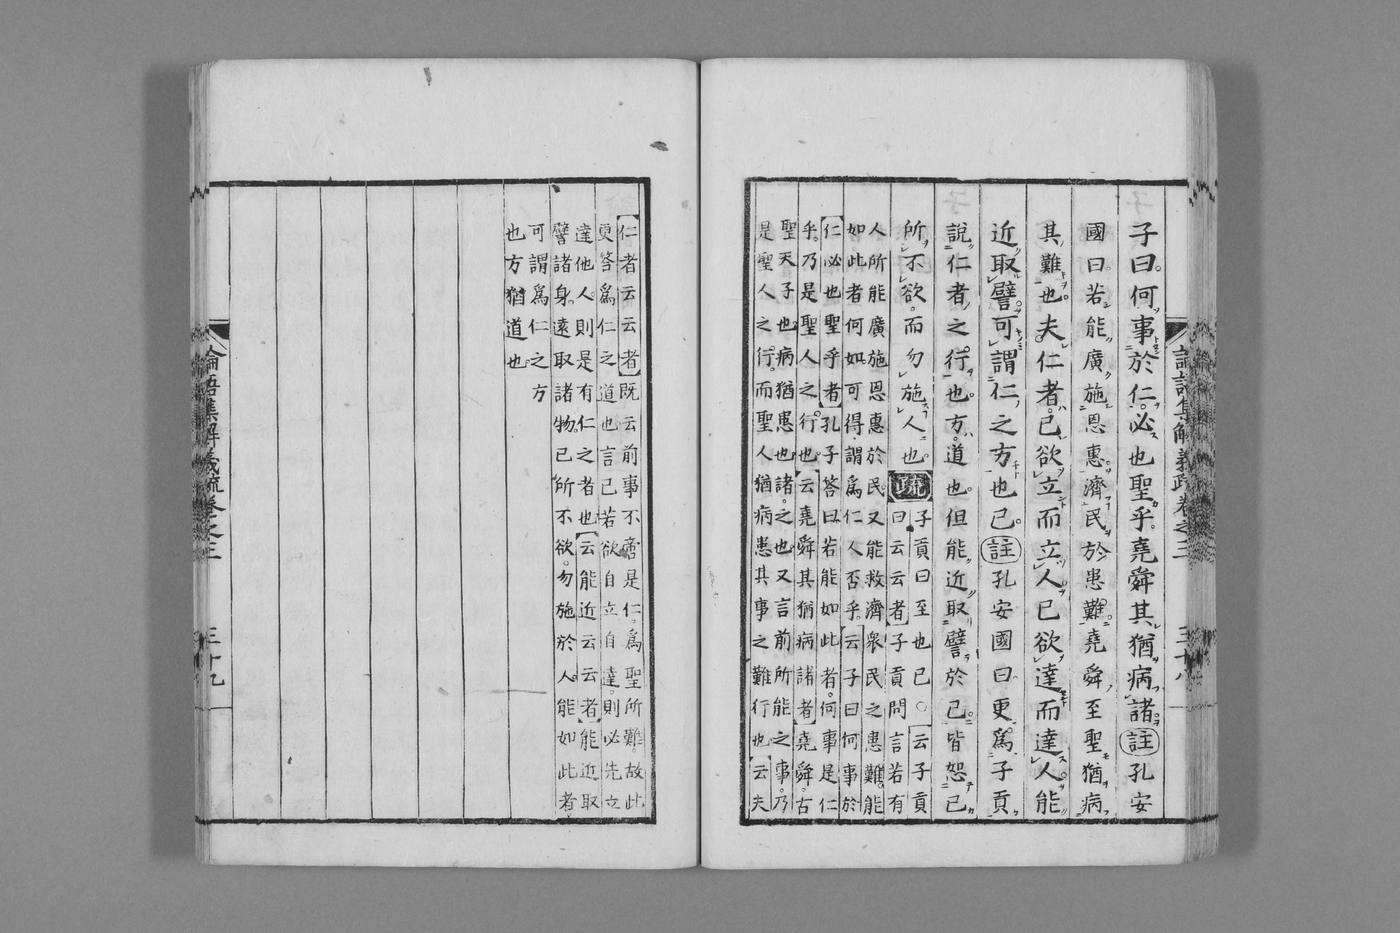 子曰何事於仁必也聖乎堯舜其猶病諸註孔安
國曰若能廣施恩惠濟民於患難堯舜至聖猶病
其難也夫仁者己欲立而立人己欲達而達人能
近取譬可謂仁之方也已註孔安國曰更爲子貢
說仁者之行也方道也但能近取譬於己皆恕己
所不欲而勿施人也疏
子貢曰至也已○云子貢
曰云云者子貢問言若有
人所能廣施恩惠於民又能救濟衆民之患難能
如此者何如可得謂爲仁人否乎云子曰何事於
仁必也聖乎者孔子答曰若能如此者何事是仁
乎乃是聖人之行也云堯舜其猶病諸者堯舜古
聖天子也病猶患也諸之也又言前所能之事乃
是聖人之行而聖人猶病患其事之難行也云夫
論語集解義疏卷之三
三十八
仁者云云者既云前事不啻是仁爲聖所難故此
更答爲仁之道也言己若欲自立自達則必先立
達他人則是有仁之者也云能近云云者能近取
譬諸身遠取諸物己所不欲勿施於人能如此者
可謂爲仁之方
也方猶道也
論語集解義疏卷之三
三十九